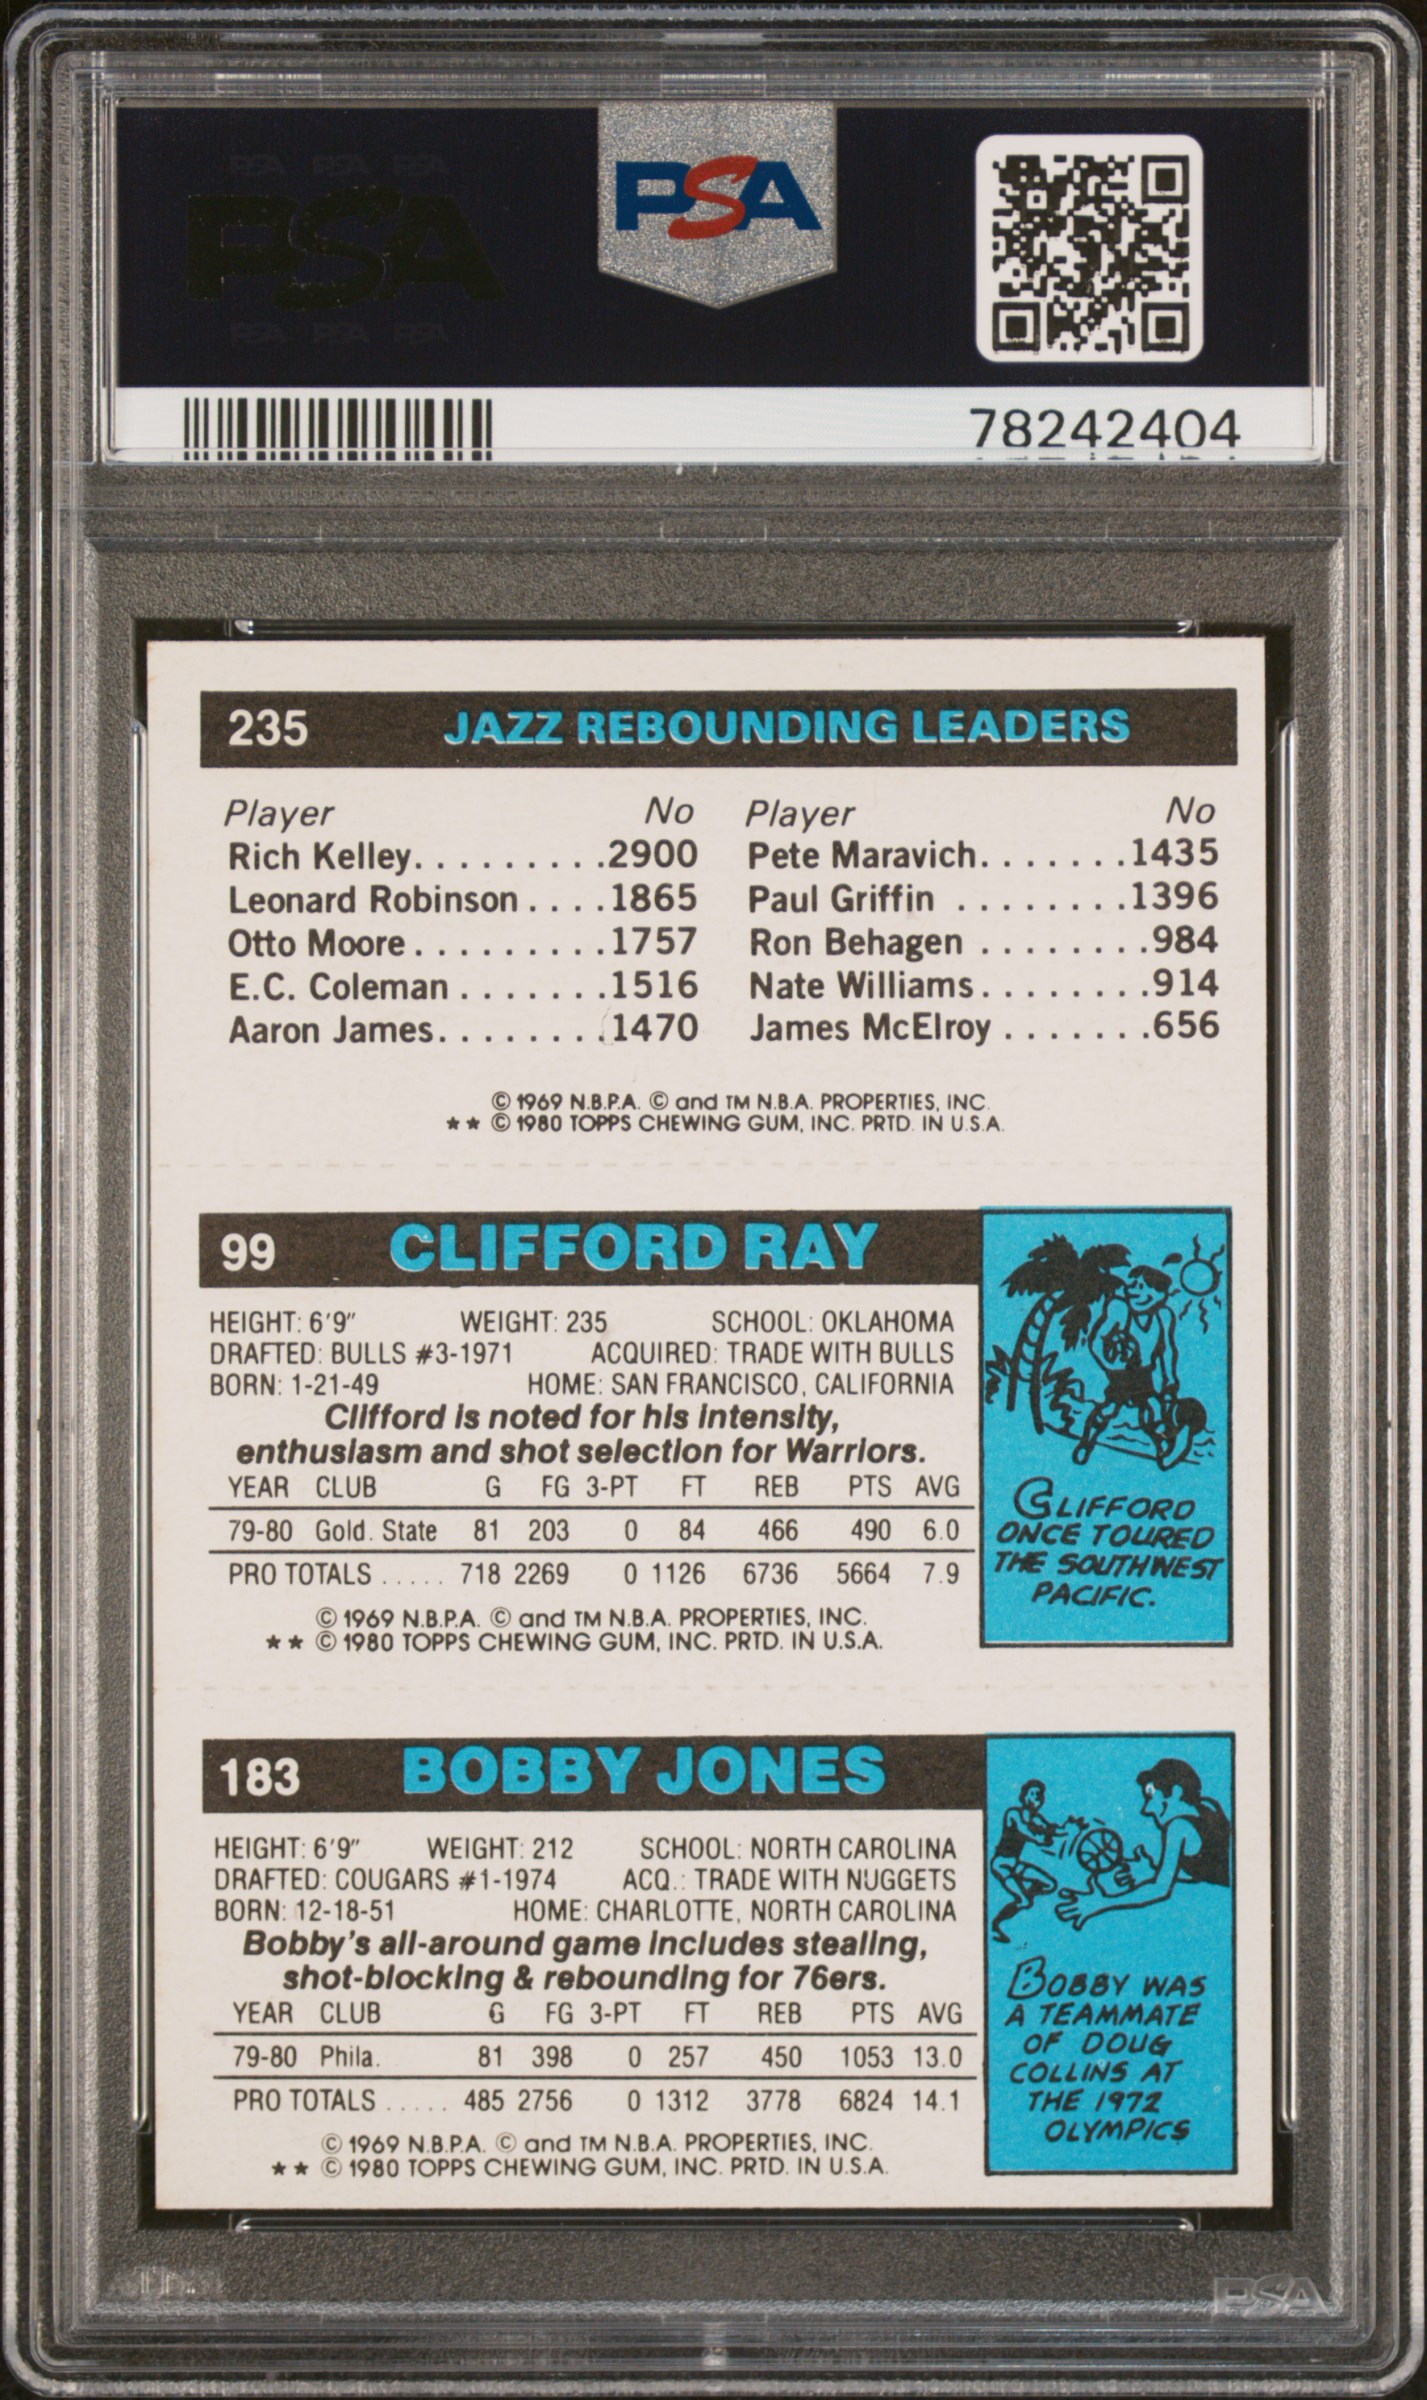 PSA PSA PSA
PSA
PSA PSA PSA
PSA
78242404
235 JAZZ REBOUNDING LEADERS
Player No Player No
Rich Kelley.........2900 Pete Maravich.......1435
Leonard Robinson....1865 Paul Griffin ........1396
Otto Moore.........1757 Ron Behagen ........984
E.C. Coleman.......1516 Nate Williams........914
Aaron James........1470 James McElroy.......656
© 1969 N.B.P.A. © and TM N.B.A. PROPERTIES, INC.
★★ © 1980 TOPPS CHEWING GUM, INC. PRTD. IN U.S.A.
99 CLIFFORD RAY
HEIGHT: 6'9" WEIGHT: 235 SCHOOL: OKLAHOMA
DRAFTED: BULLS #3-1971 ACQUIRED: TRADE WITH BULLS
BORN: 1-21-49 HOME: SAN FRANCISCO, CALIFORNIA
Clifford is noted for his intensity,
enthusiasm and shot selection for Warriors.
YEAR CLUB G FG 3-PT FT REB PTS AVG
79-80 Gold. State 81 203 0 84 466 490 6.0
PRO TOTALS ..... 718 2269 0 1126 6736 5664 7.9
© 1969 N.B.P.A. © and TM N.B.A. PROPERTIES, INC.
★★ © 1980 TOPPS CHEWING GUM, INC. PRTD. IN U.S.A.
CLIFFORD
ONCE TOURED
THE SOUTHWEST
PACIFIC.
183 BOBBY JONES
HEIGHT: 6'9" WEIGHT: 212 SCHOOL: NORTH CAROLINA
DRAFTED: COUGARS #1-1974 ACQ.: TRADE WITH NUGGETS
BORN: 12-18-51 HOME: CHARLOTTE, NORTH CAROLINA
Bobby's all-around game includes stealing,
shot-blocking & rebounding for 76ers.
YEAR CLUB G FG 3-PT FT REB PTS AVG
79-80 Phila. 81 398 0 257 450 1053 13.0
PRO TOTALS ..... 485 2756 0 1312 3778 6824 14.1
© 1969 N.B.P.A. © and TM N.B.A. PROPERTIES, INC.
★★ © 1980 TOPPS CHEWING GUM, INC. PRTD. IN U.S.A.
BOBBY WAS
A TEAMMATE
OF DOUG
COLLINS AT
THE 1972
OLYMPICS
PSA